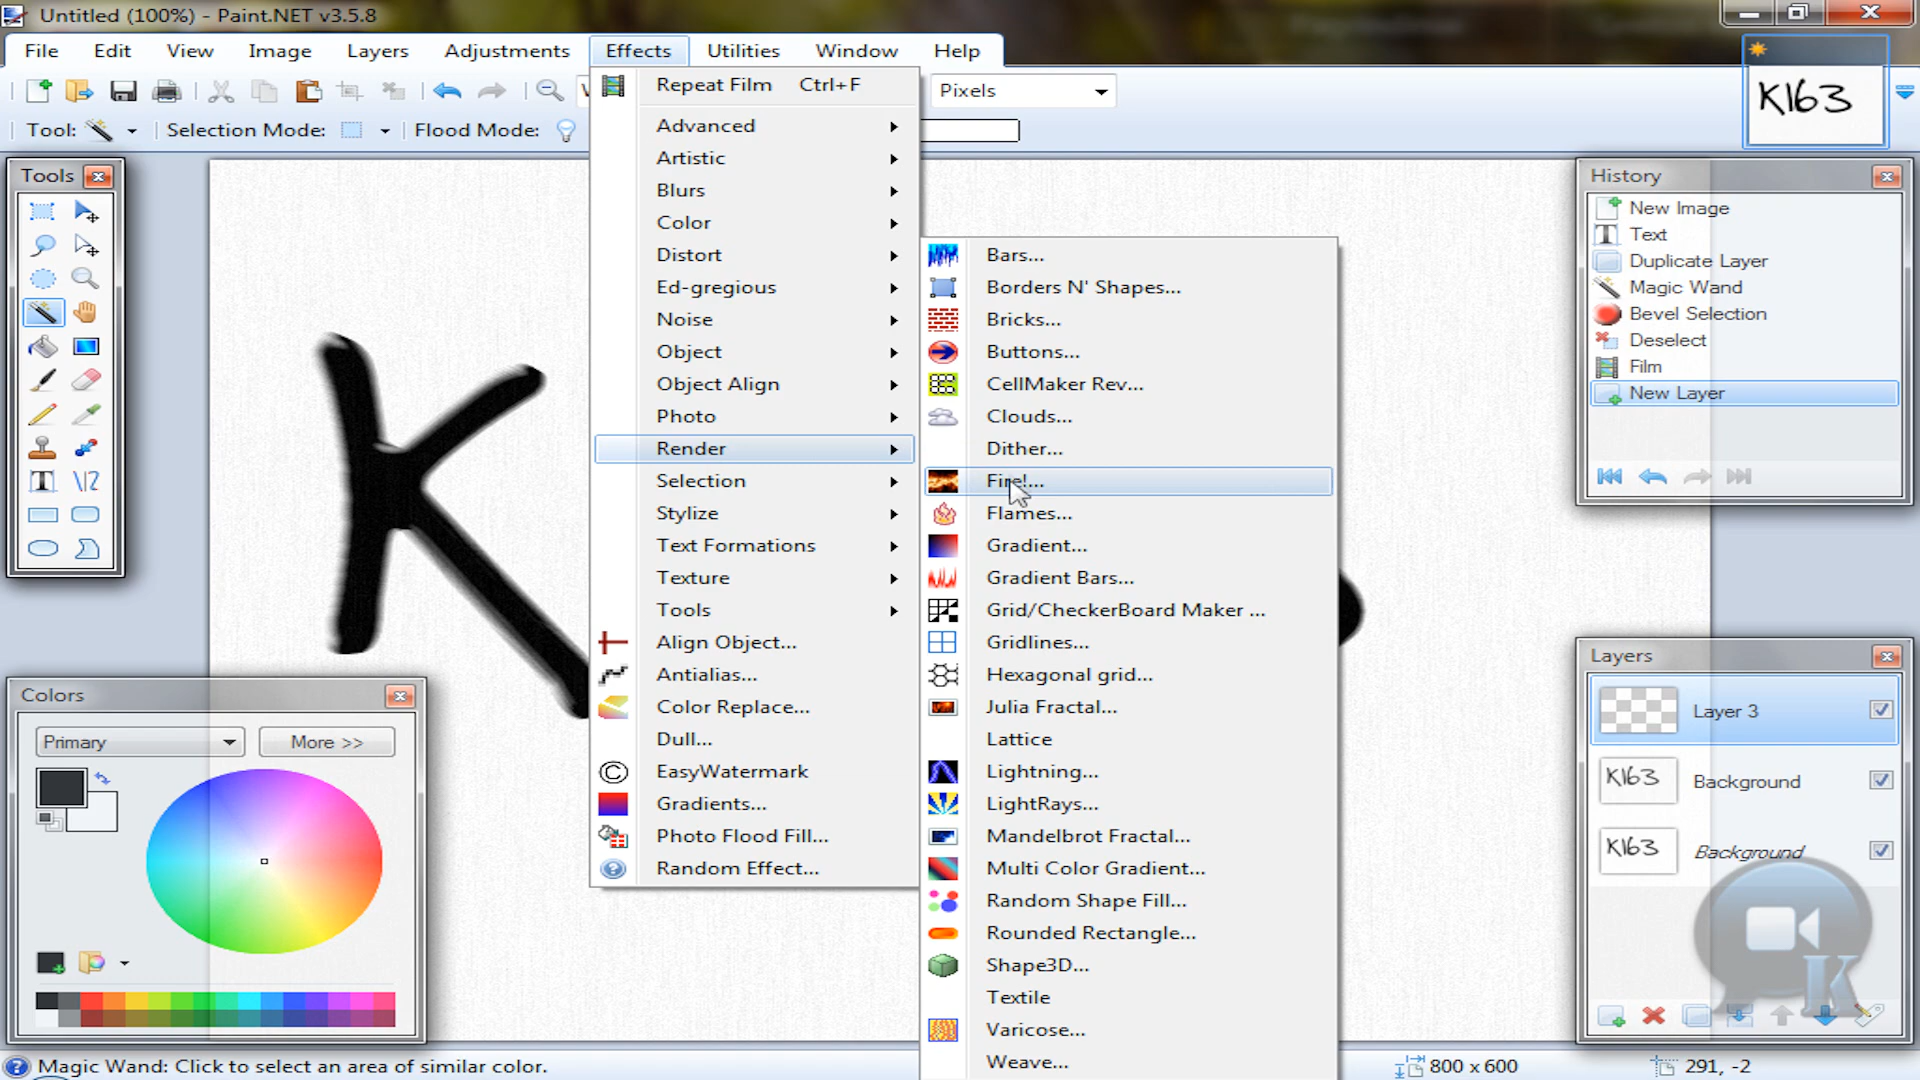 Untitled (100%) - Paint.NET v3.5.8
File Edit View Image Layers Adjustments Effects Utilities Window Help
Pixels
Tool: Selection Mode: Flood Mode:
K163
Repeat Film Ctrl+F
Advanced
Artistic
Blurs
Color
Distort
Ed-gregious
Noise
Object
Object Align
Photo
Render
Selection
Stylize
Text Formations
Texture
Tools
Align Object...
Antialias...
Color Replace...
Dull...
EasyWatermark
Gradients...
Photo Flood Fill...
Random Effect...
Bars...
Borders N' Shapes...
Bricks...
Buttons...
CellMaker Rev...
Clouds...
Dither...
Fire!...
Flames...
Gradient...
Gradient Bars...
Grid/CheckerBoard Maker ...
Gridlines...
Hexagonal grid...
Julia Fractal...
Lattice
Lightning...
LightRays...
Mandelbrot Fractal...
Multi Color Gradient...
Random Shape Fill...
Rounded Rectangle...
Shape3D...
Textile
Varicose...
Weave...
Tools
K
Colors
Primary
More >>
History
New Image
Text
Duplicate Layer
Magic Wand
Bevel Selection
Deselect
Film
New Layer
Layers
Layer 3
K163 Background
K163 Background
K
Magic Wand: Click to select an area of similar color.
800 x 600
291, -2